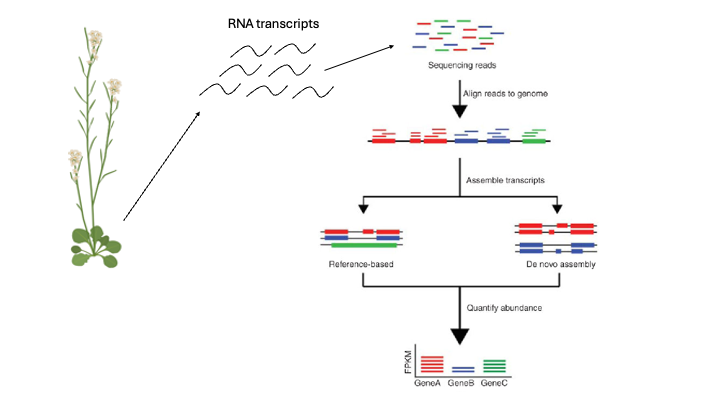 RNA transcripts
Sequencing reads
Align reads to genome
Assemble transcripts
Reference-based
De novo assembly
Quantify abundance
FPKM
GeneA GeneB GeneC